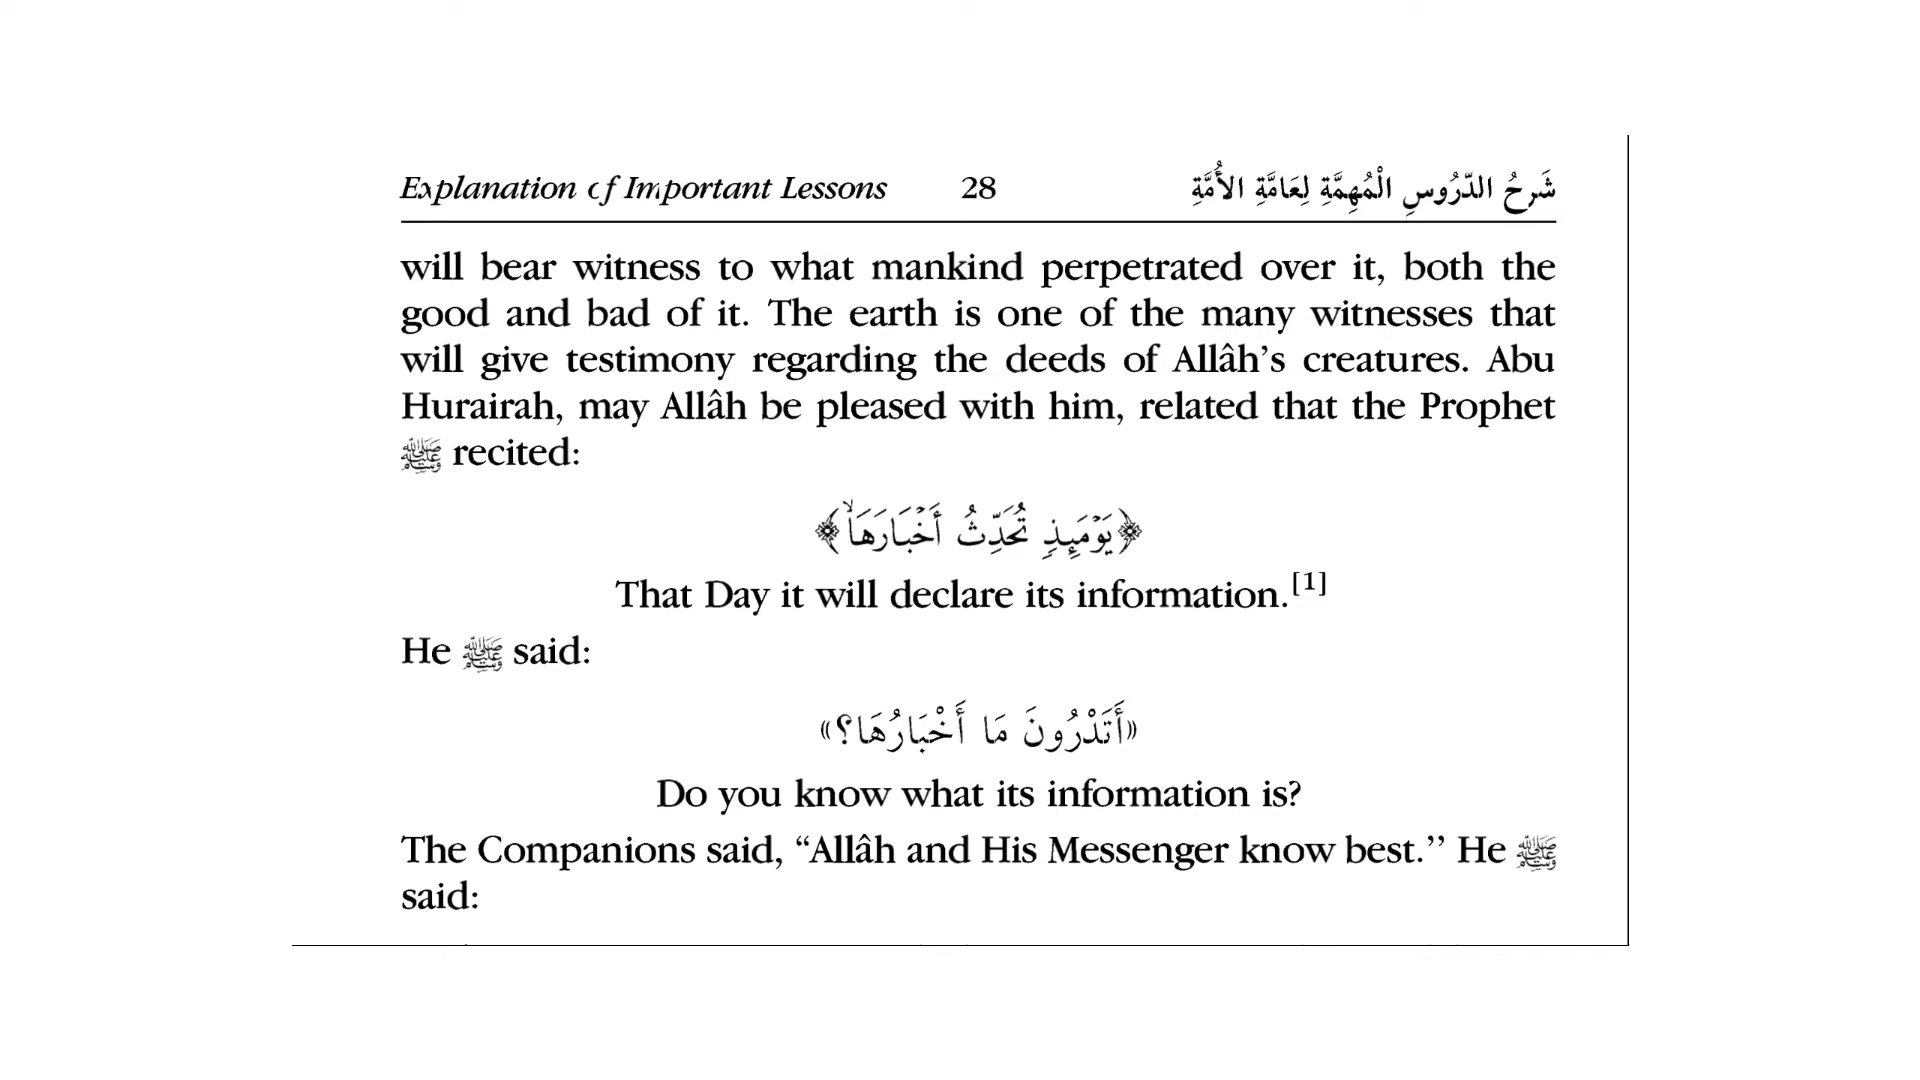 Explanation of Important Lessons 28 شَرحُ الدُّرُوسِ الْمُهِمَّةِ لِعَامَّةِ الأُمَّةِ
will bear witness to what mankind perpetrated over it, both the
good and bad of it. The earth is one of the many witnesses that
will give testimony regarding the deeds of Allâh’s creatures. Abu
Hurairah, may Allâh be pleased with him, related that the Prophet
ﷺ recited:
﴿يَوْمَئِذٍ تُحَدِّثُ أَخْبَارَهَا﴾
That Day it will declare its information.[1]
He ﷺ said:
«أَتَدْرُونَ مَا أَخْبَارُهَا؟»
Do you know what its information is?
The Companions said, “Allâh and His Messenger know best.’’ He ﷺ
said: